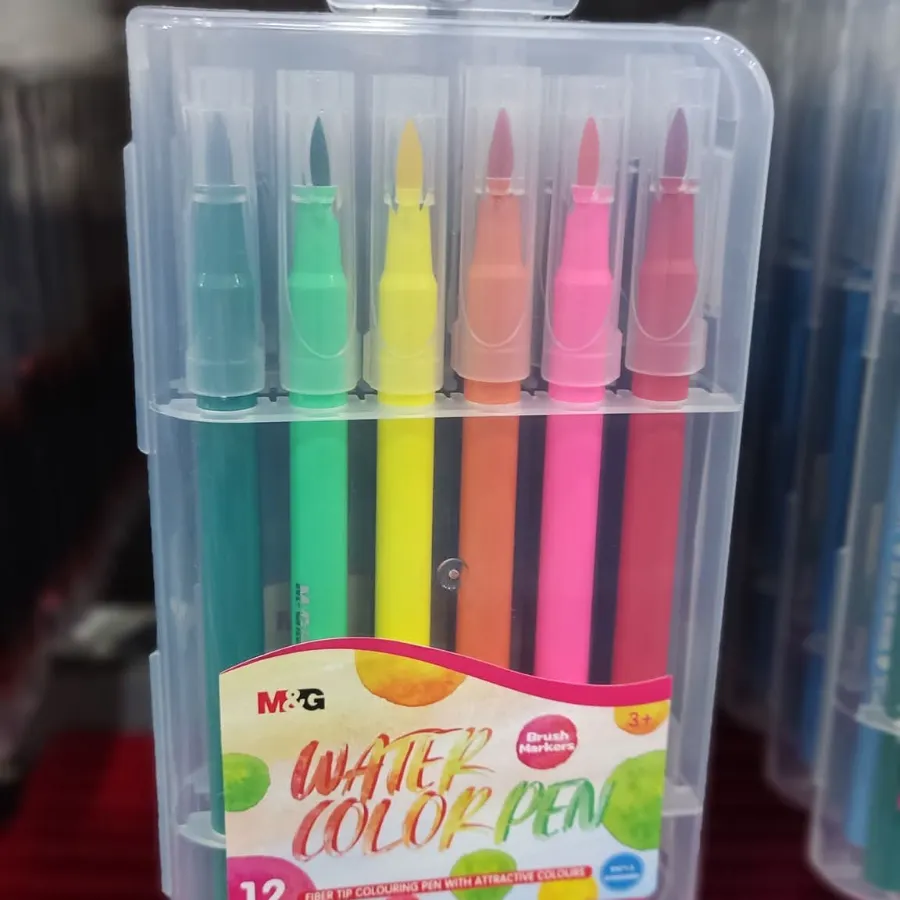 M&G
3+
Brush
Markers
WATER
COLOR PEN
12
FIBER TIP COLOURING PEN WITH ATTRACTIVE COLOURS